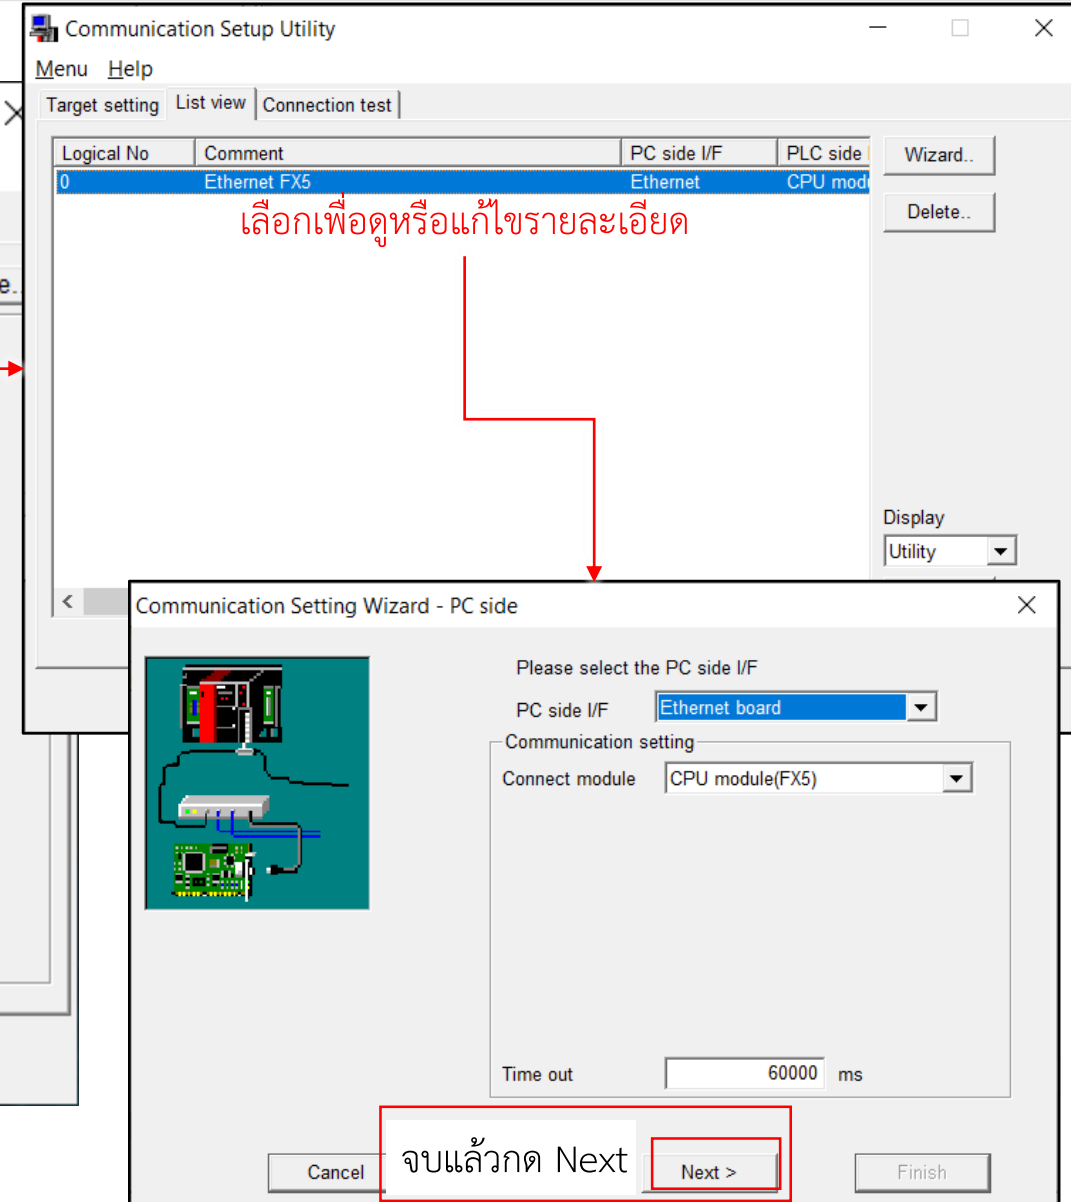 Communication Setup Utility
Menu Help
Target setting List view Connection test
Logical No Comment PC side I/F PLC side
Wizard..
0 Ethernet FX5 Ethernet CPU modu
Delete..
เลือกเพื่อดูหรือแก้ไขรายละเอียด
e..
Display
Utility
Communication Setting Wizard - PC side
Please select the PC side I/F
PC side I/F Ethernet board
Communication setting
Connect module CPU module(FX5)
Time out 60000 ms
Cancel จบแล้วกด Next Next > Finish